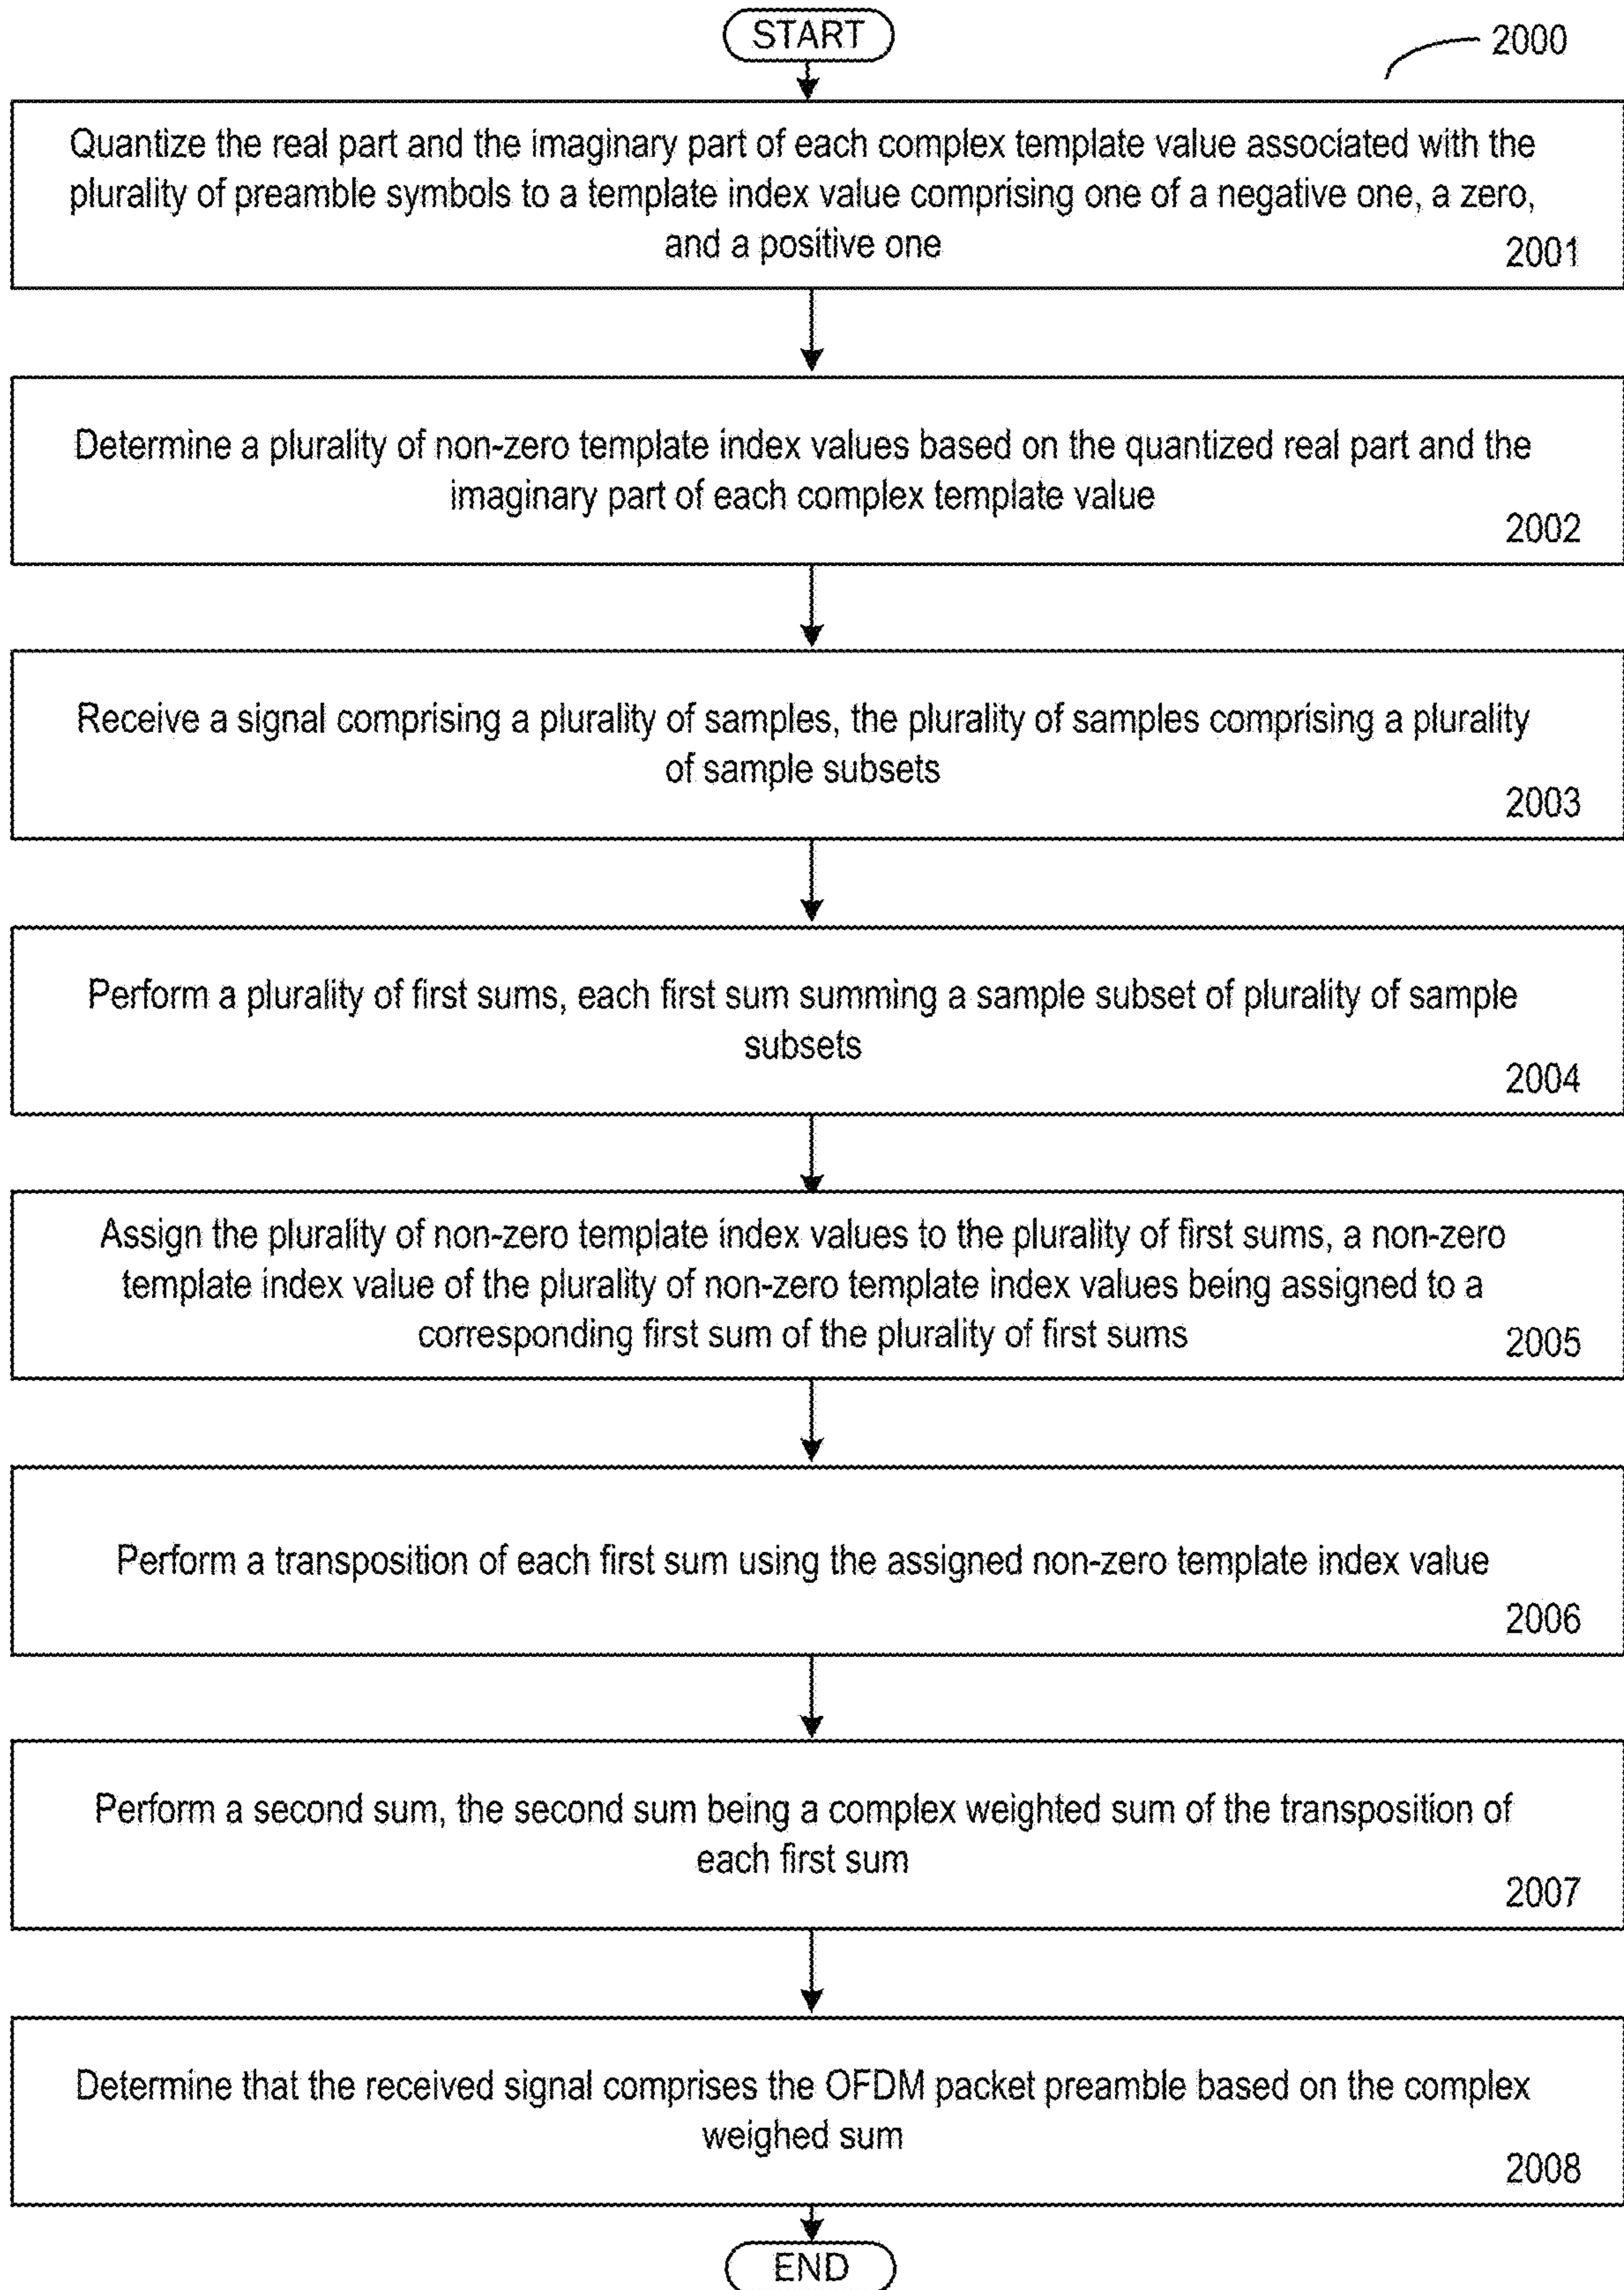 START
2000
Quantize the real part and the imaginary part of each complex template value associated with the
plurality of preamble symbols to a template index value comprising one of a negative one, a zero,
and a positive one
2001
Determine a plurality of non-zero template index values based on the quantized real part and the
imaginary part of each complex template value
2002
Receive a signal comprising a plurality of samples, the plurality of samples comprising a plurality
of sample subsets
2003
Perform a plurality of first sums, each first sum summing a sample subset of plurality of sample
subsets
2004
Assign the plurality of non-zero template index values to the plurality of first sums, a non-zero
template index value of the plurality of non-zero template index values being assigned to a
corresponding first sum of the plurality of first sums
2005
Perform a transposition of each first sum using the assigned non-zero template index value
2006
Perform a second sum, the second sum being a complex weighted sum of the transposition of
each first sum
2007
Determine that the received signal comprises the OFDM packet preamble based on the complex
weighed sum
2008
END